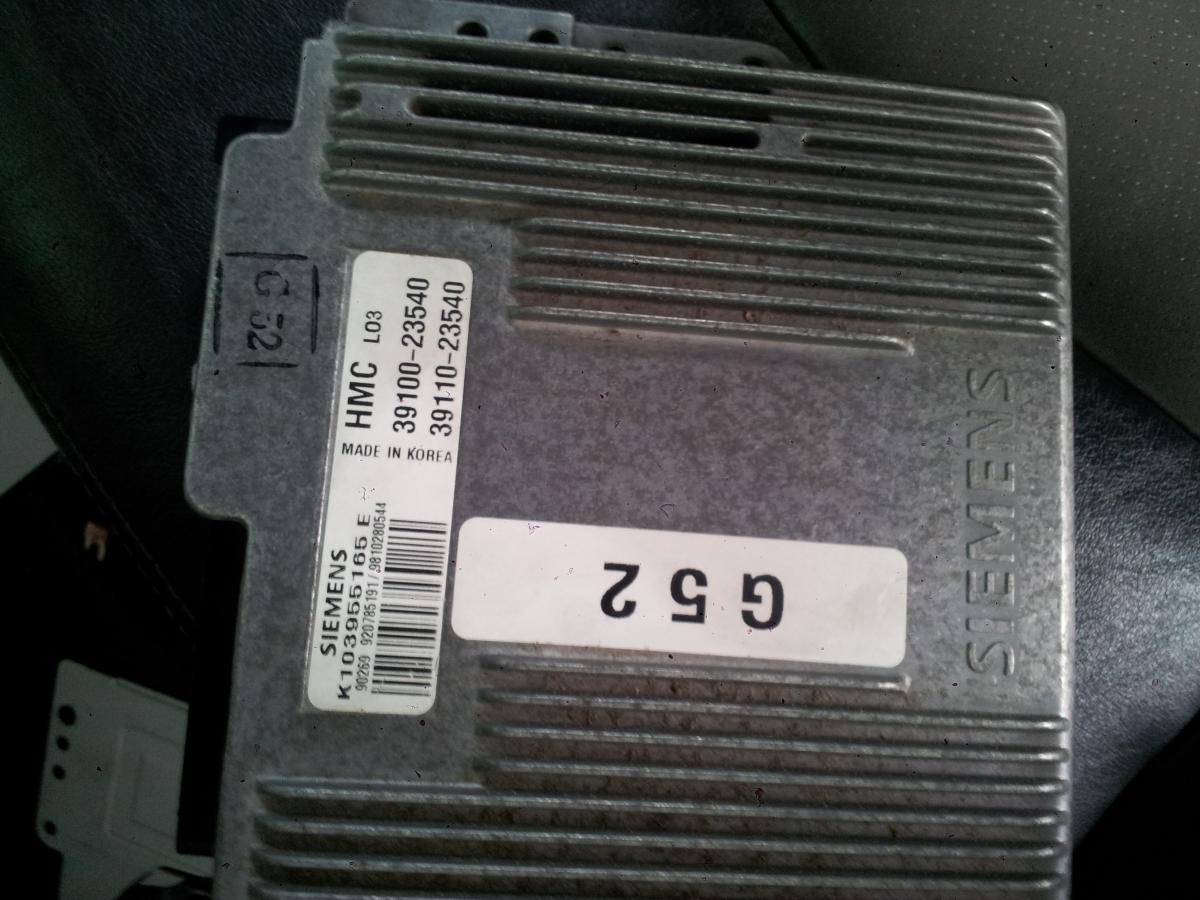 G 52
HMC L03
39100-23540
39110-23540
MADE IN KOREA
SIEMENS
K103955165 E
90269 920785191/9810280544
G 5 2
SIEMENS